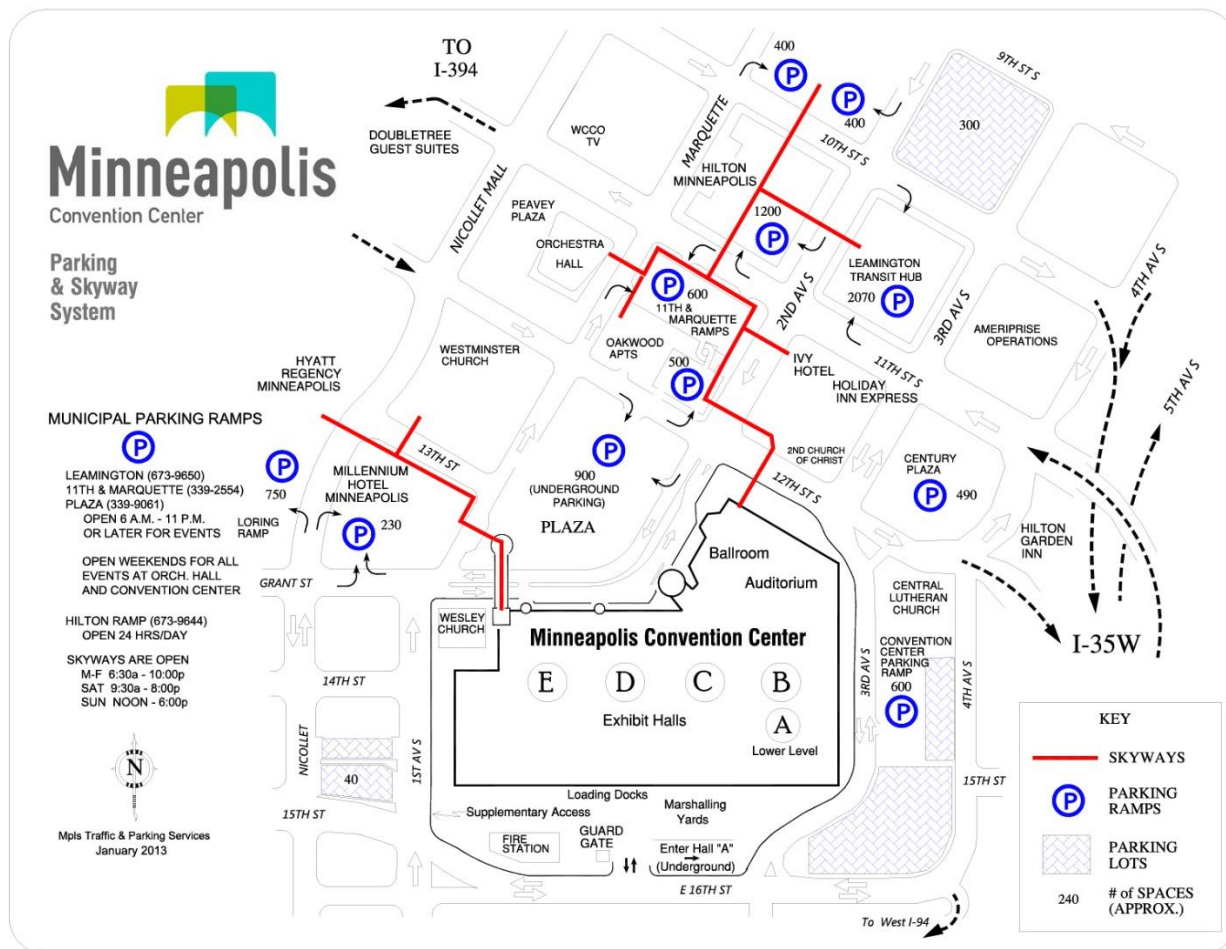 Minneapolis
Convention Center
Parking
& Skyway
System
TO
I-394
DOUBLETREE
GUEST SUITES
WCCO
TV
MARQUETTE
400
P
P
400
9TH ST S
300
10TH ST S
HILTON
MINNEAPOLIS
NICOLLET MALL
PEAVEY
PLAZA
ORCHESTRA
HALL
1200
P
2ND AV S
LEAMINGTON
TRANSIT HUB
2070
P
3RD AV S
4TH AV S
5TH AV S
AMERIPRISE
OPERATIONS
P
600
11TH &
MARQUETTE
RAMPS
OAKWOOD
APTS
500
P
IVY
HOTEL
HOLIDAY
INN EXPRESS
11TH ST S
WESTMINSTER
CHURCH
HYATT
REGENCY
MINNEAPOLIS
MUNICIPAL PARKING RAMPS
P
LEAMINGTON (673-9650)
11TH & MARQUETTE (339-2554)
PLAZA (339-9061)
OPEN 6 A.M. - 11 P.M.
OR LATER FOR EVENTS
OPEN WEEKENDS FOR ALL
EVENTS AT ORCH. HALL
AND CONVENTION CENTER
HILTON RAMP (673-9644)
OPEN 24 HRS/DAY
SKYWAYS ARE OPEN
M-F 6:30a - 10:00p
SAT 9:30a - 8:00p
SUN NOON - 6:00p
N
Mpls Traffic & Parking Services
January 2013
P
750
LORING
RAMP
13TH ST
MILLENNIUM
HOTEL
MINNEAPOLIS
P
230
GRANT ST
P
900
(UNDERGROUND
PARKING)
PLAZA
2ND CHURCH
OF CHRIST
12TH ST S
CENTURY
PLAZA
P
490
HILTON
GARDEN
INN
I-35W
Ballroom
Auditorium
CENTRAL
LUTHERAN
CHURCH
CONVENTION
CENTER
PARKING
RAMP
600
P
3RD AV S
4TH AV S
WESLEY
CHURCH
Minneapolis Convention Center
E
D
C
B
A
Exhibit Halls
Lower Level
14TH ST
NICOLLET
1ST AV S
40
15TH ST
15TH ST
Loading Docks
Supplementary Access
Marshalling
Yards
FIRE
STATION
GUARD
GATE
Enter Hall "A"
(Underground)
E 16TH ST
To West I-94
KEY
SKYWAYS
P
PARKING
RAMPS
PARKING
LOTS
240
# of SPACES
(APPROX.)